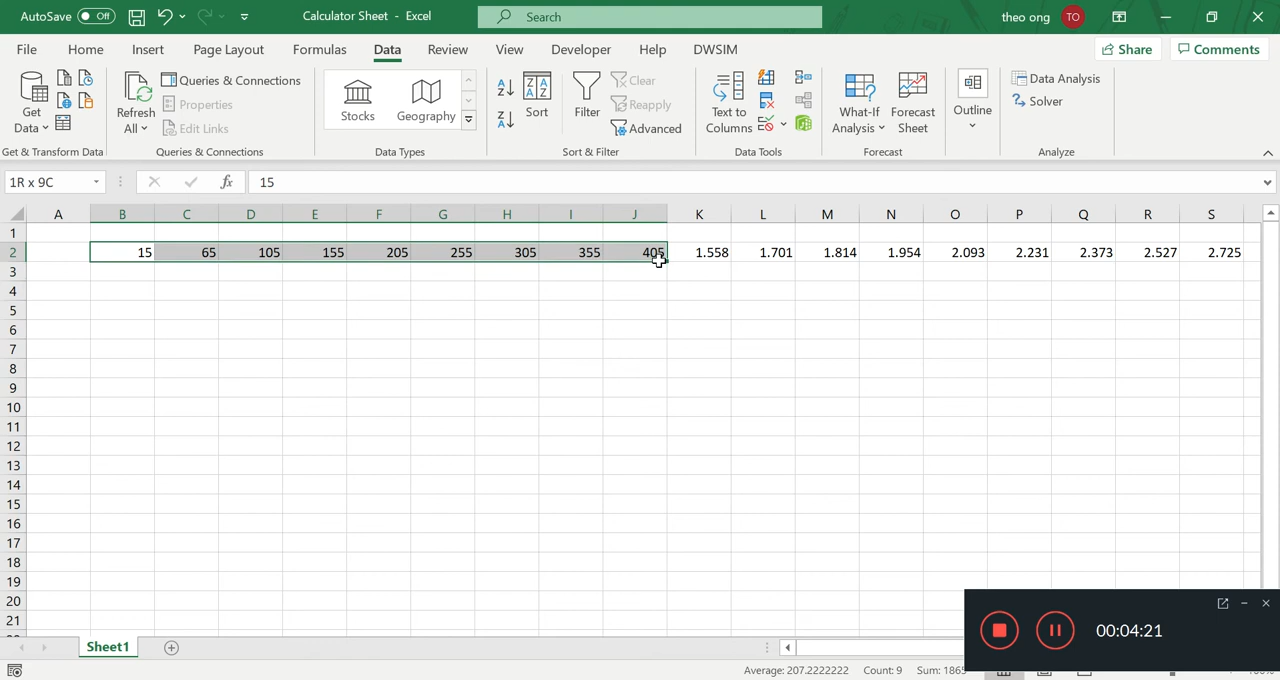 AutoSave Off Calculator Sheet - Excel Search theo ong TO
File Home Insert Page Layout Formulas Data Review View Developer Help DWSIM Share Comments
Get Data
Refresh All
Queries & Connections
Properties
Edit Links
Stocks
Geography
Sort
Filter
Clear
Reapply
Advanced
Text to Columns
What-If Analysis
Forecast Sheet
Outline
Data Analysis
Solver
Get & Transform Data Queries & Connections Data Types Sort & Filter Data Tools Forecast Analyze
1R x 9C fx 15
A B C D E F G H I J K L M N O P Q R S
1
2 15 65 105 155 205 255 305 355 405 1.558 1.701 1.814 1.954 2.093 2.231 2.373 2.527 2.725
3
4
5
6
7
8
9
10
11
12
13
14
15
16
17
18
19
20
21
00:04:21
Sheet1
Average: 207.2222222 Count: 9 Sum: 1865